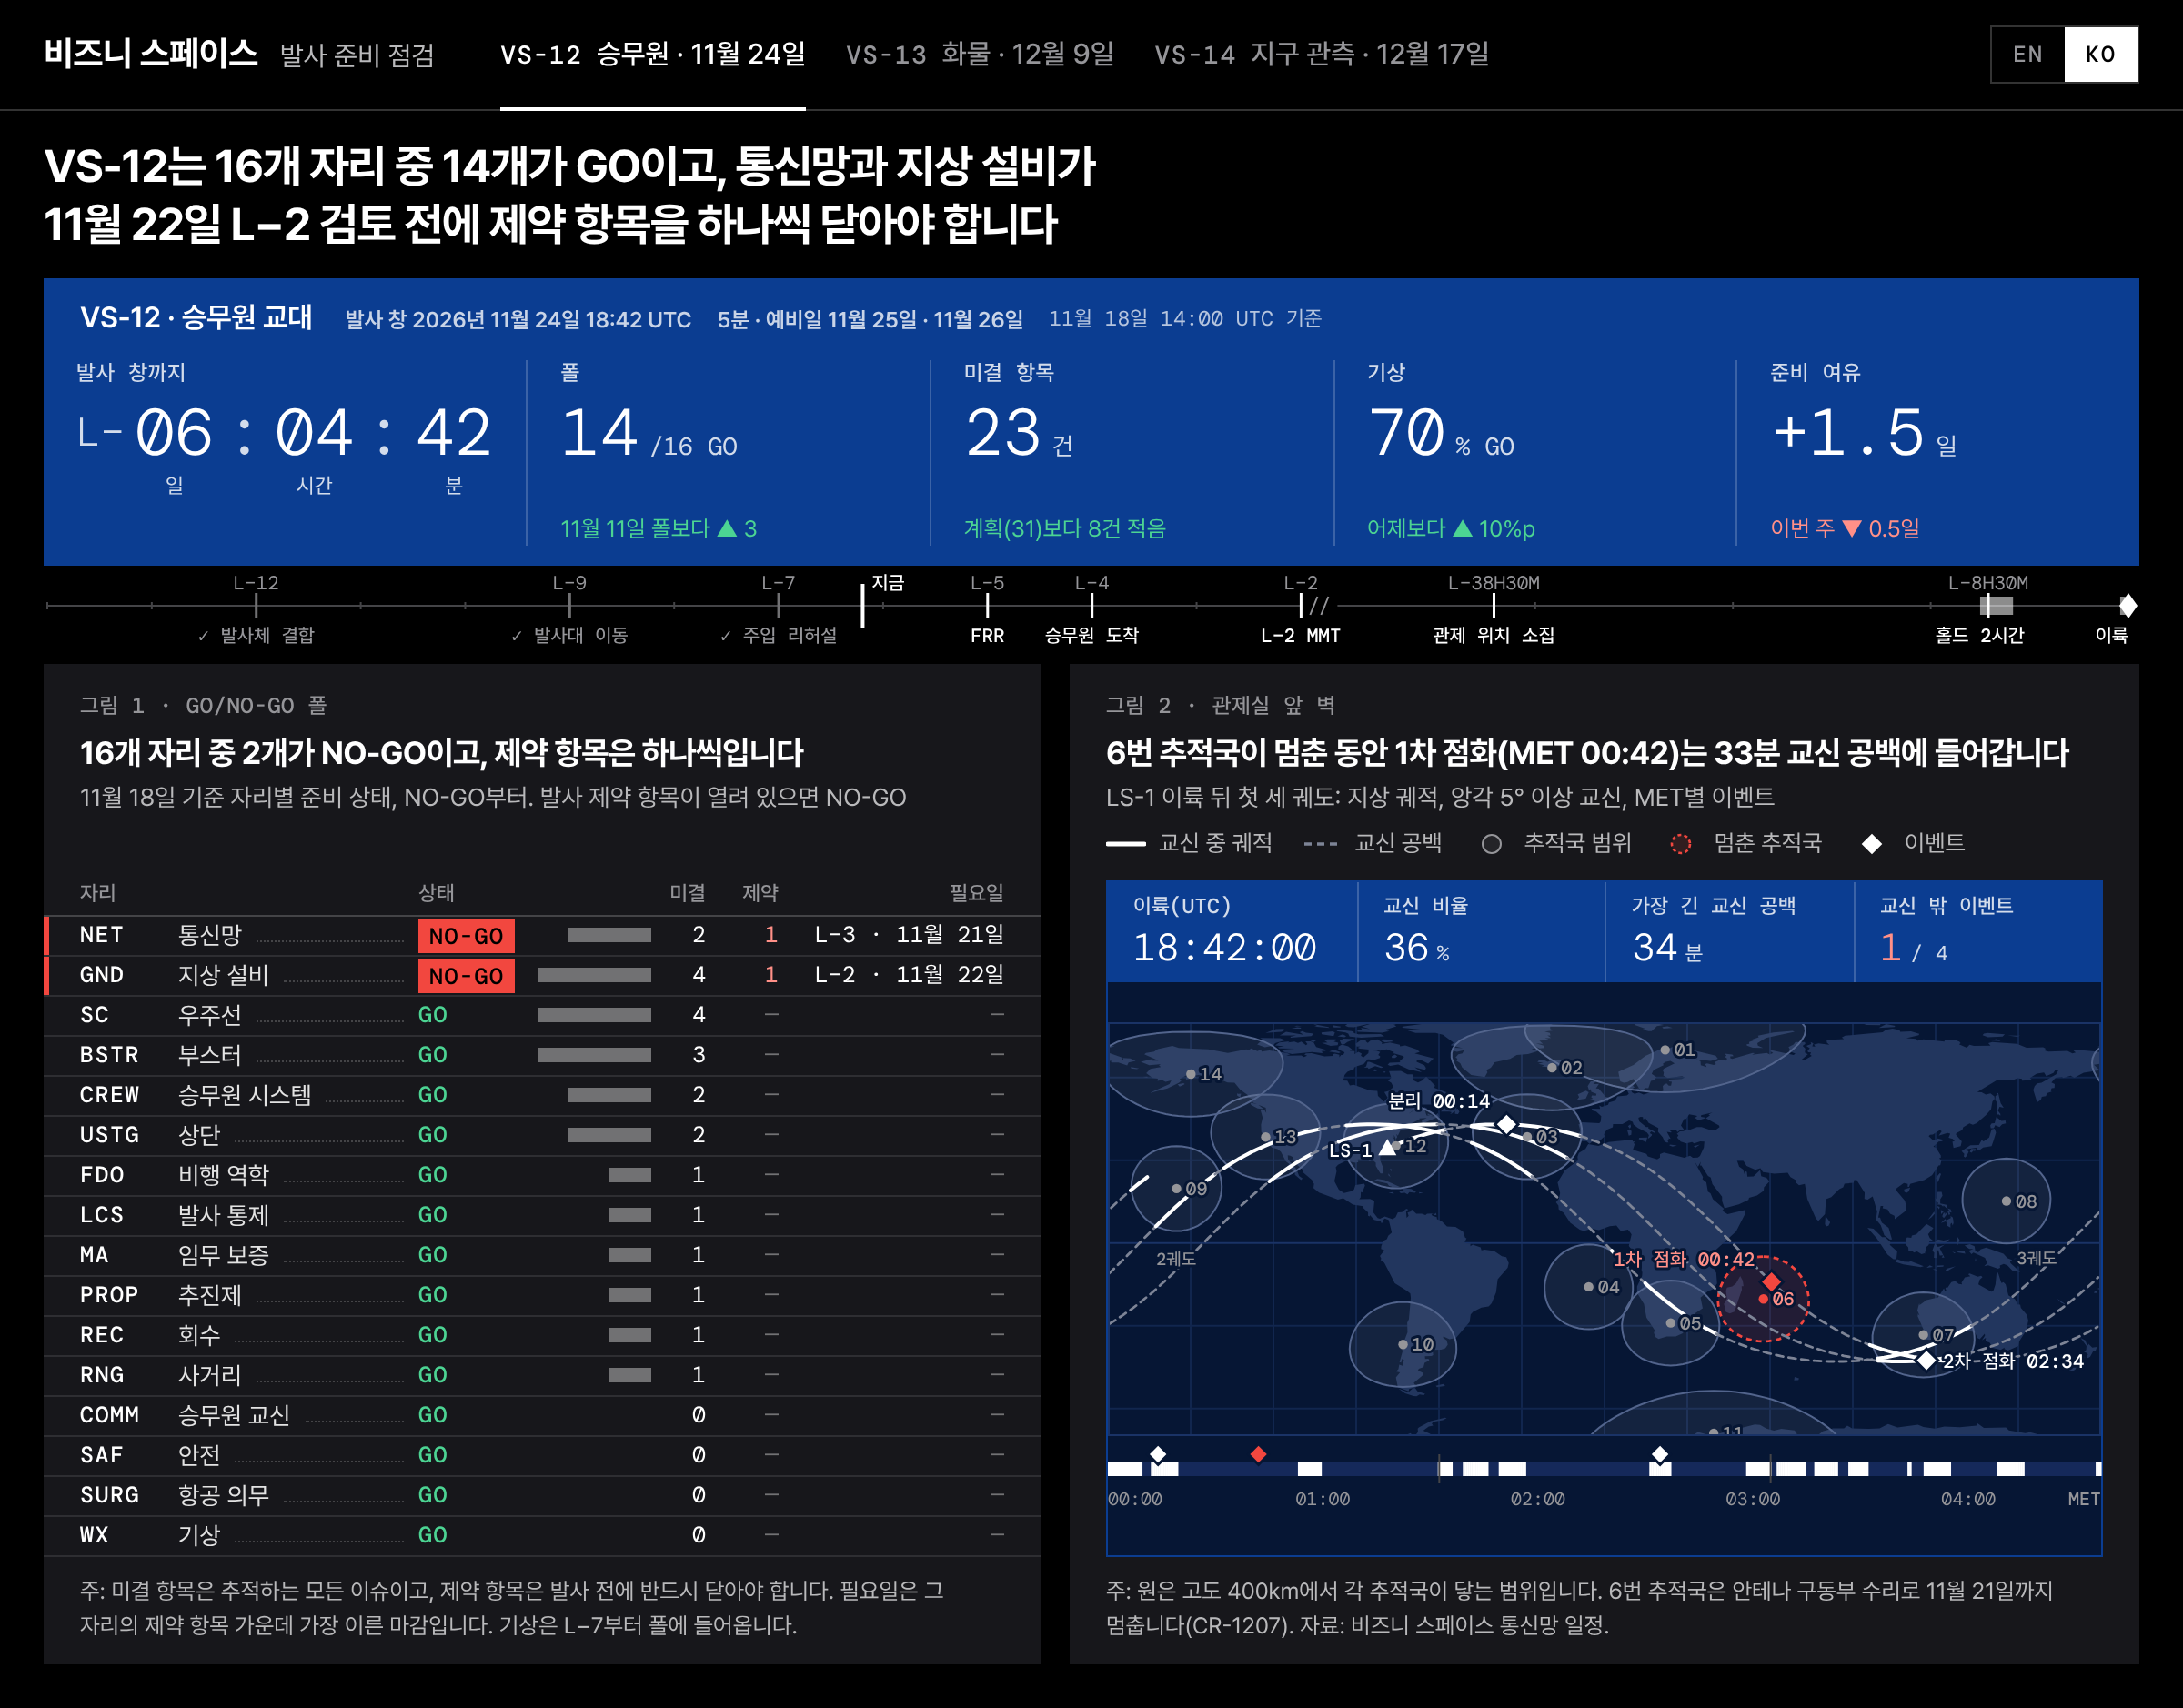 비즈니 스페이스 발사 준비 점검 VS-12 승무원 · 11월 24일 VS-13 화물 · 12월 9일 VS-14 지구 관측 · 12월 17일 EN KO
VS-12는 16개 자리 중 14개가 GO이고, 통신망과 지상 설비가
11월 22일 L−2 검토 전에 제약 항목을 하나씩 닫아야 합니다
VS-12 · 승무원 교대 발사 창 2026년 11월 24일 18:42 UTC 5분 · 예비일 11월 25일 · 11월 26일 11월 18일 14:00 UTC 기준
발사 창까지 폴 미결 항목 기상 준비 여유
L− 06 : 04 : 42 14 /16 GO 23 건 70 % GO +1.5 일
일 시간 분
11월 11일 폴보다 ▲ 3 계획(31)보다 8건 적음 어제보다 ▲ 10%p 이번 주 ▼ 0.5일
L−12 L−9 L−7 지금 L−5 L−4 L−2 L−38H30M L−8H30M
//
✓ 발사체 결합 ✓ 발사대 이동 ✓ 주입 리허설 FRR 승무원 도착 L−2 MMT 관제 위치 소집 홀드 2시간 이륙
그림 1 · GO/NO-GO 폴
16개 자리 중 2개가 NO-GO이고, 제약 항목은 하나씩입니다
11월 18일 기준 자리별 준비 상태, NO-GO부터. 발사 제약 항목이 열려 있으면 NO-GO
자리 상태 미결 제약 필요일
NET 통신망 NO-GO 2 1 L−3 · 11월 21일
GND 지상 설비 NO-GO 4 1 L−2 · 11월 22일
SC 우주선 GO 4 — —
BSTR 부스터 GO 3 — —
CREW 승무원 시스템 GO 2 — —
USTG 상단 GO 2 — —
FDO 비행 역학 GO 1 — —
LCS 발사 통제 GO 1 — —
MA 임무 보증 GO 1 — —
PROP 추진제 GO 1 — —
REC 회수 GO 1 — —
RNG 사거리 GO 1 — —
COMM 승무원 교신 GO 0 — —
SAF 안전 GO 0 — —
SURG 항공 의무 GO 0 — —
WX 기상 GO 0 — —
주: 미결 항목은 추적하는 모든 이슈이고, 제약 항목은 발사 전에 반드시 닫아야 합니다. 필요일은 그
자리의 제약 항목 가운데 가장 이른 마감입니다. 기상은 L−7부터 폴에 들어옵니다.
그림 2 · 관제실 앞 벽
6번 추적국이 멈춘 동안 1차 점화(MET 00:42)는 33분 교신 공백에 들어갑니다
LS-1 이륙 뒤 첫 세 궤도: 지상 궤적, 앙각 5° 이상 교신, MET별 이벤트
교신 중 궤적 교신 공백 추적국 범위 멈춘 추적국 이벤트
이륙(UTC) 교신 비율 가장 긴 교신 공백 교신 밖 이벤트
18:42:00 36 % 34 분 1 / 4
01
02
14
분리 00:14
13
03
LS-1
12
09
08
2궤도
1차 점화 00:42
3궤도
04
06
05
07
10
2차 점화 02:34
11
00:00 01:00 02:00 03:00 04:00 MET
주: 원은 고도 400km에서 각 추적국이 닿는 범위입니다. 6번 추적국은 안테나 구동부 수리로 11월 21일까지
멈춥니다(CR-1207). 자료: 비즈니 스페이스 통신망 일정.